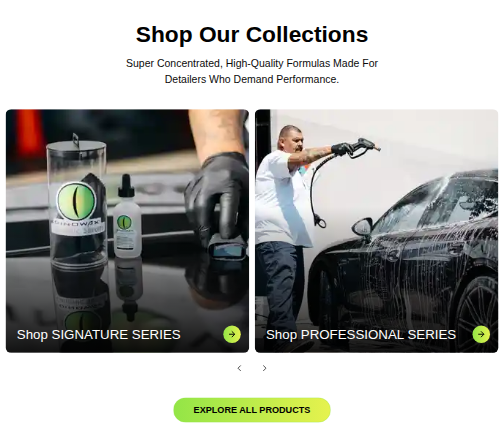 Shop Our Collections
Super Concentrated, High-Quality Formulas Made For
Detailers Who Demand Performance.
Shop SIGNATURE SERIES
Shop PROFESSIONAL SERIES
EXPLORE ALL PRODUCTS